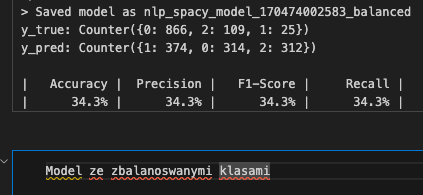 > Saved model as nlp_spacy_model_170474002583_balanced
y_true: Counter({0: 866, 2: 109, 1: 25})
y_pred: Counter({1: 374, 0: 314, 2: 312})
| Accuracy | Precision | F1-Score | Recall |
| 34.3% | 34.3% | 34.3% | 34.3% |
Model ze zbalanoswanymi klasami